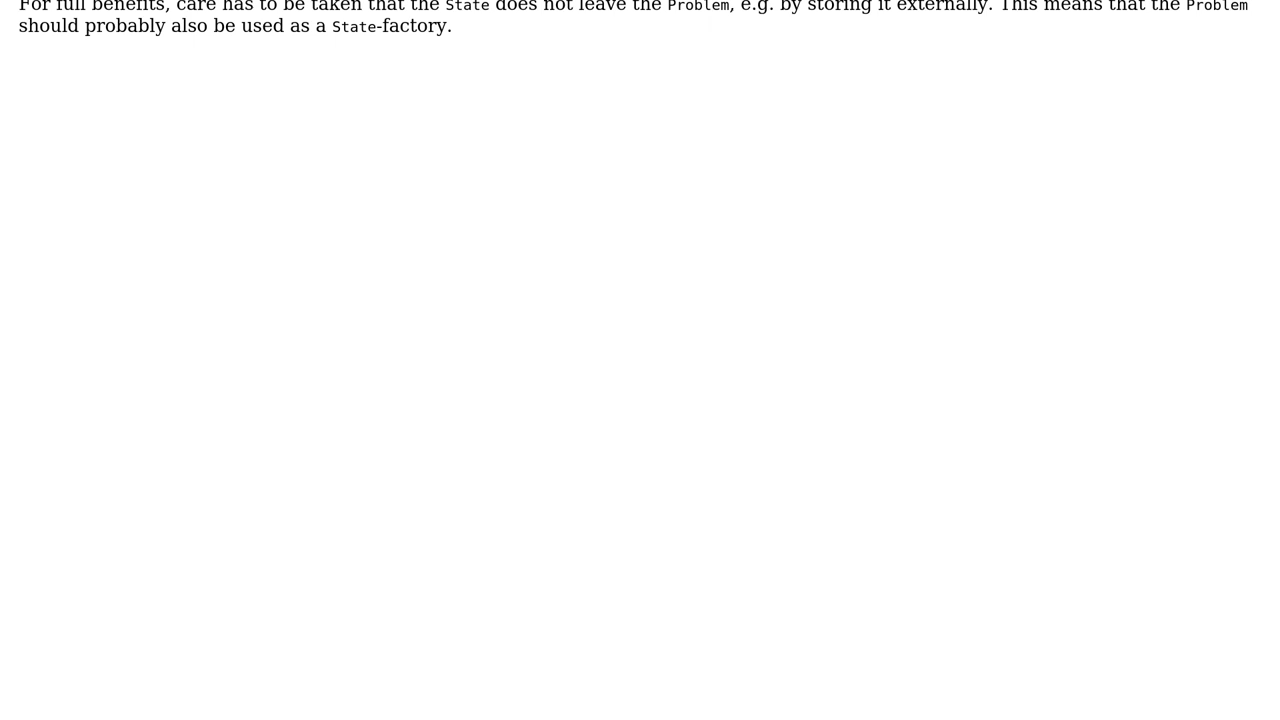 For full benefits, care has to be taken that the State does not leave the Problem, e.g. by storing it externally. This means that the Problem
should probably also be used as a State-factory.